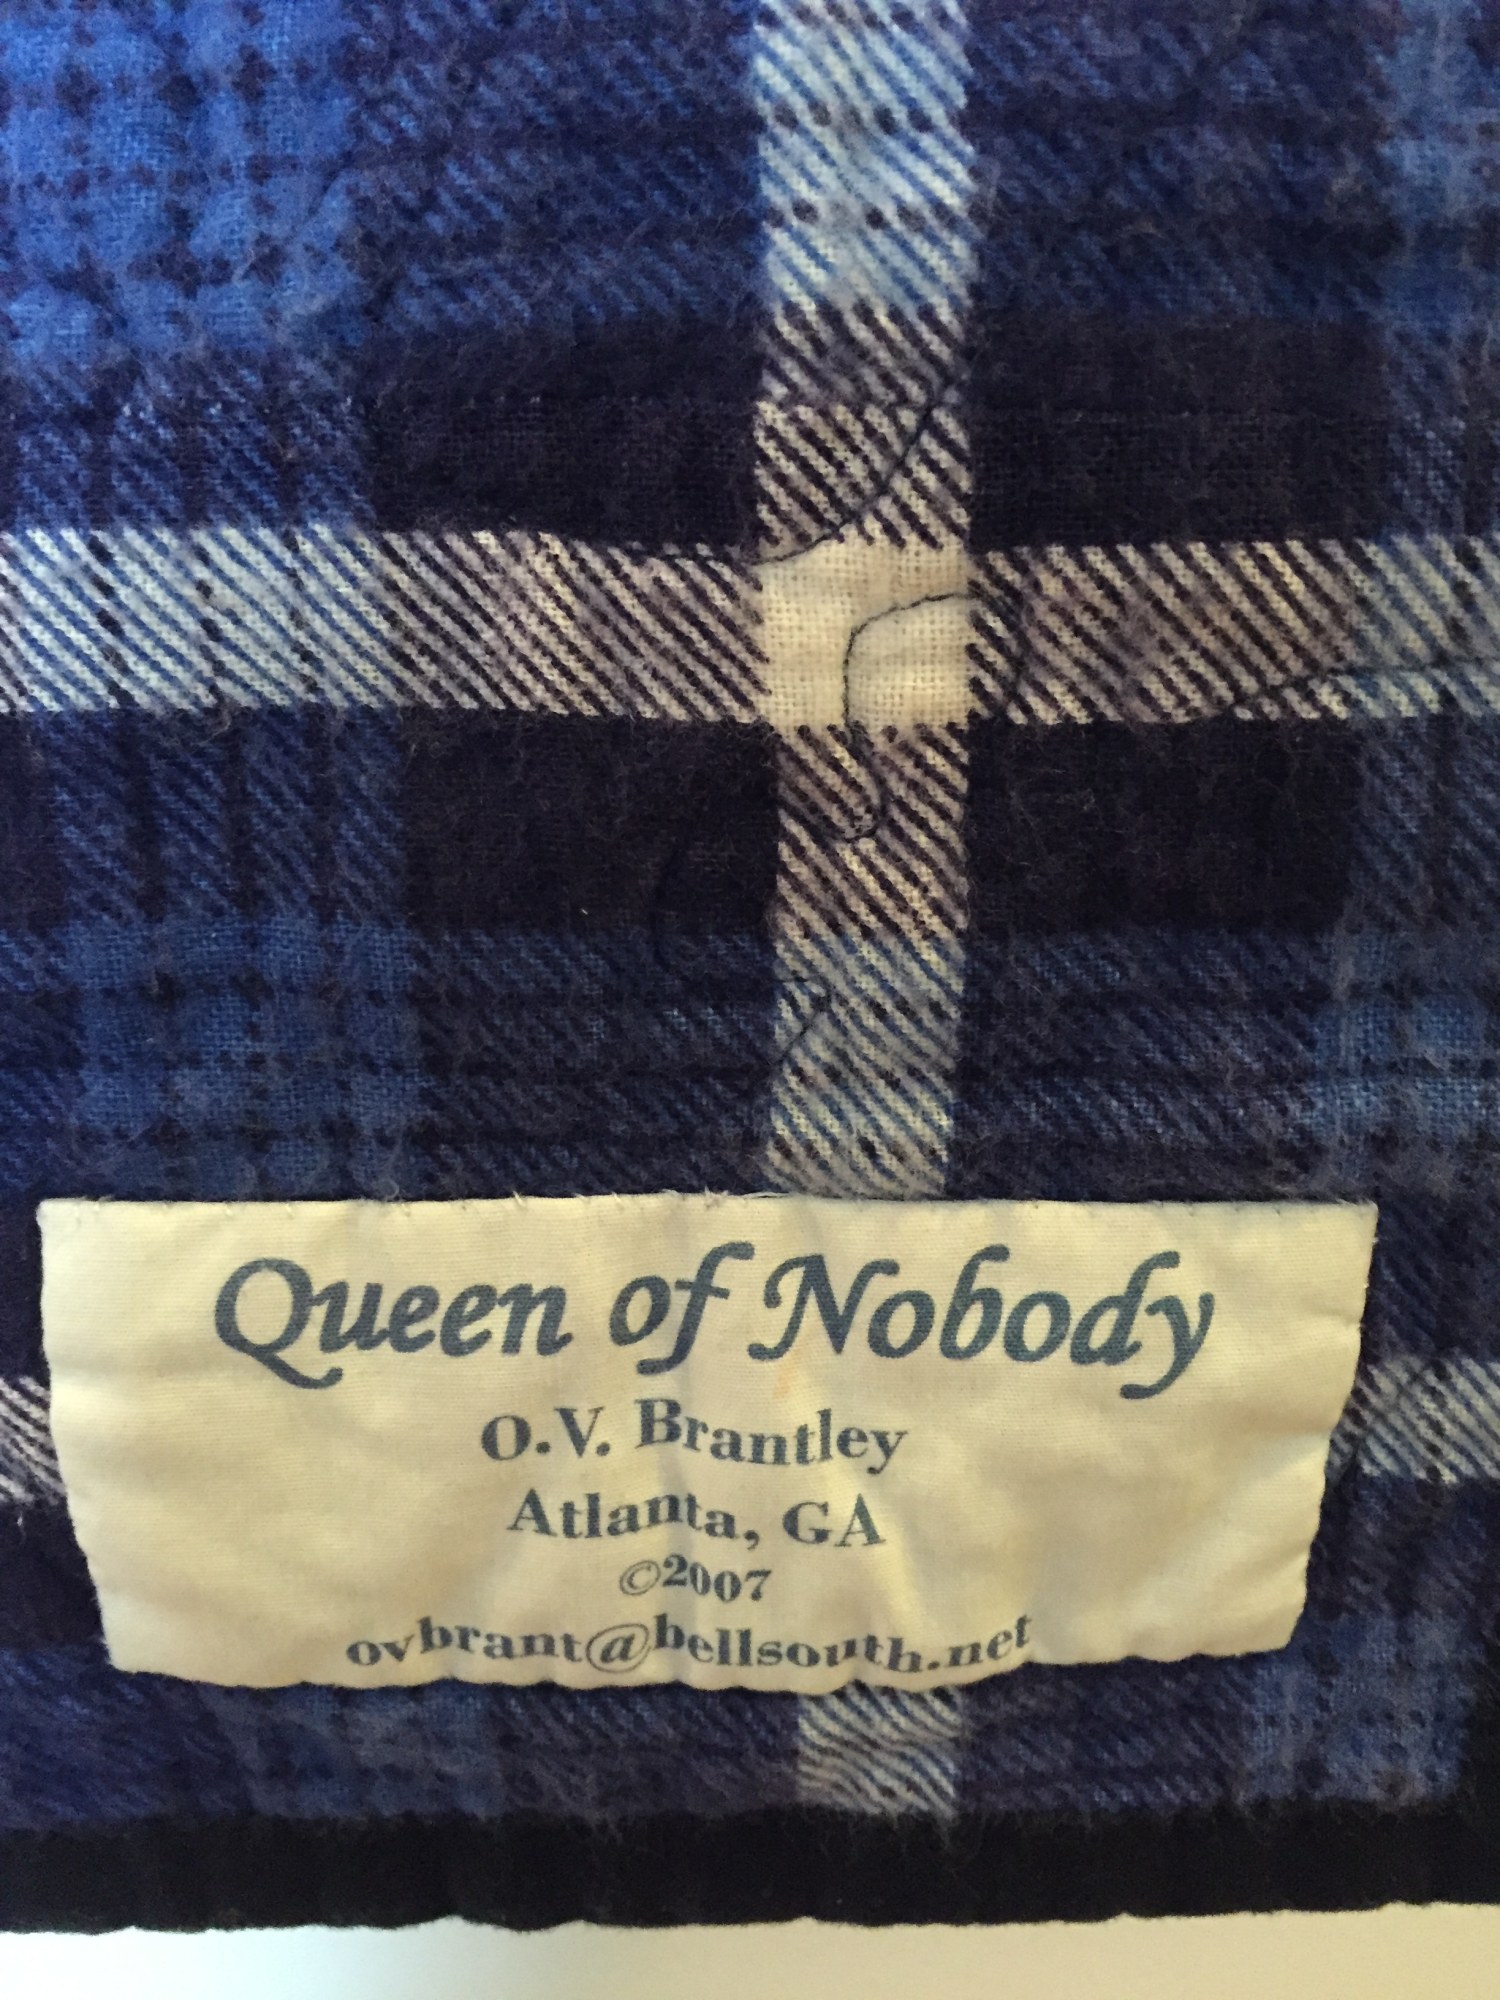 Queen of Nobody
O.V. Brantley
Atlanta, GA
©2007
ovbrant@bellsouth.net